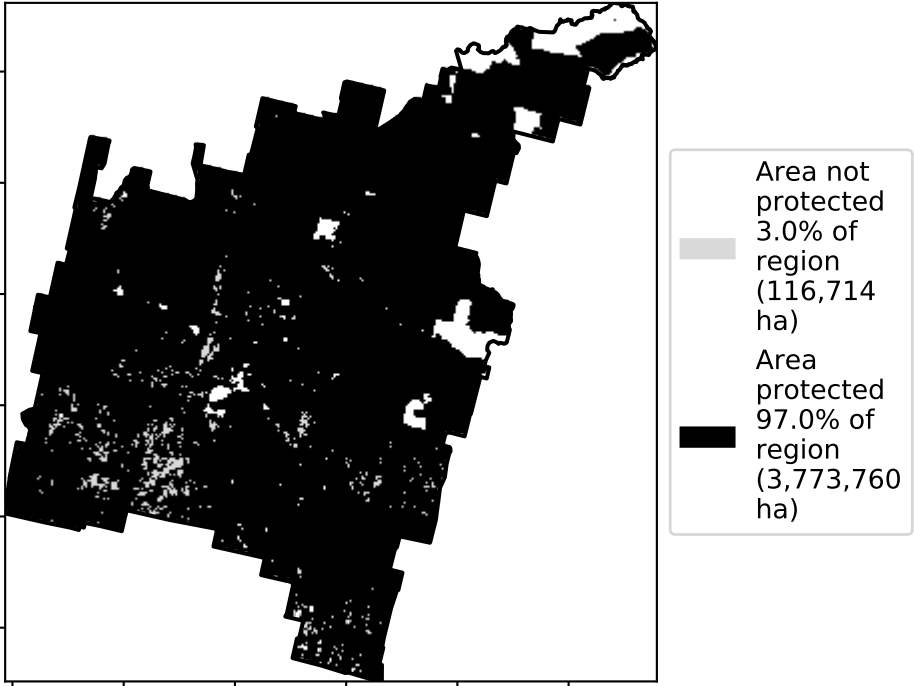 Area not
protected
3.0% of
region
(116,714
ha)
Area
protected
97.0% of
region
(3,773,760
ha)